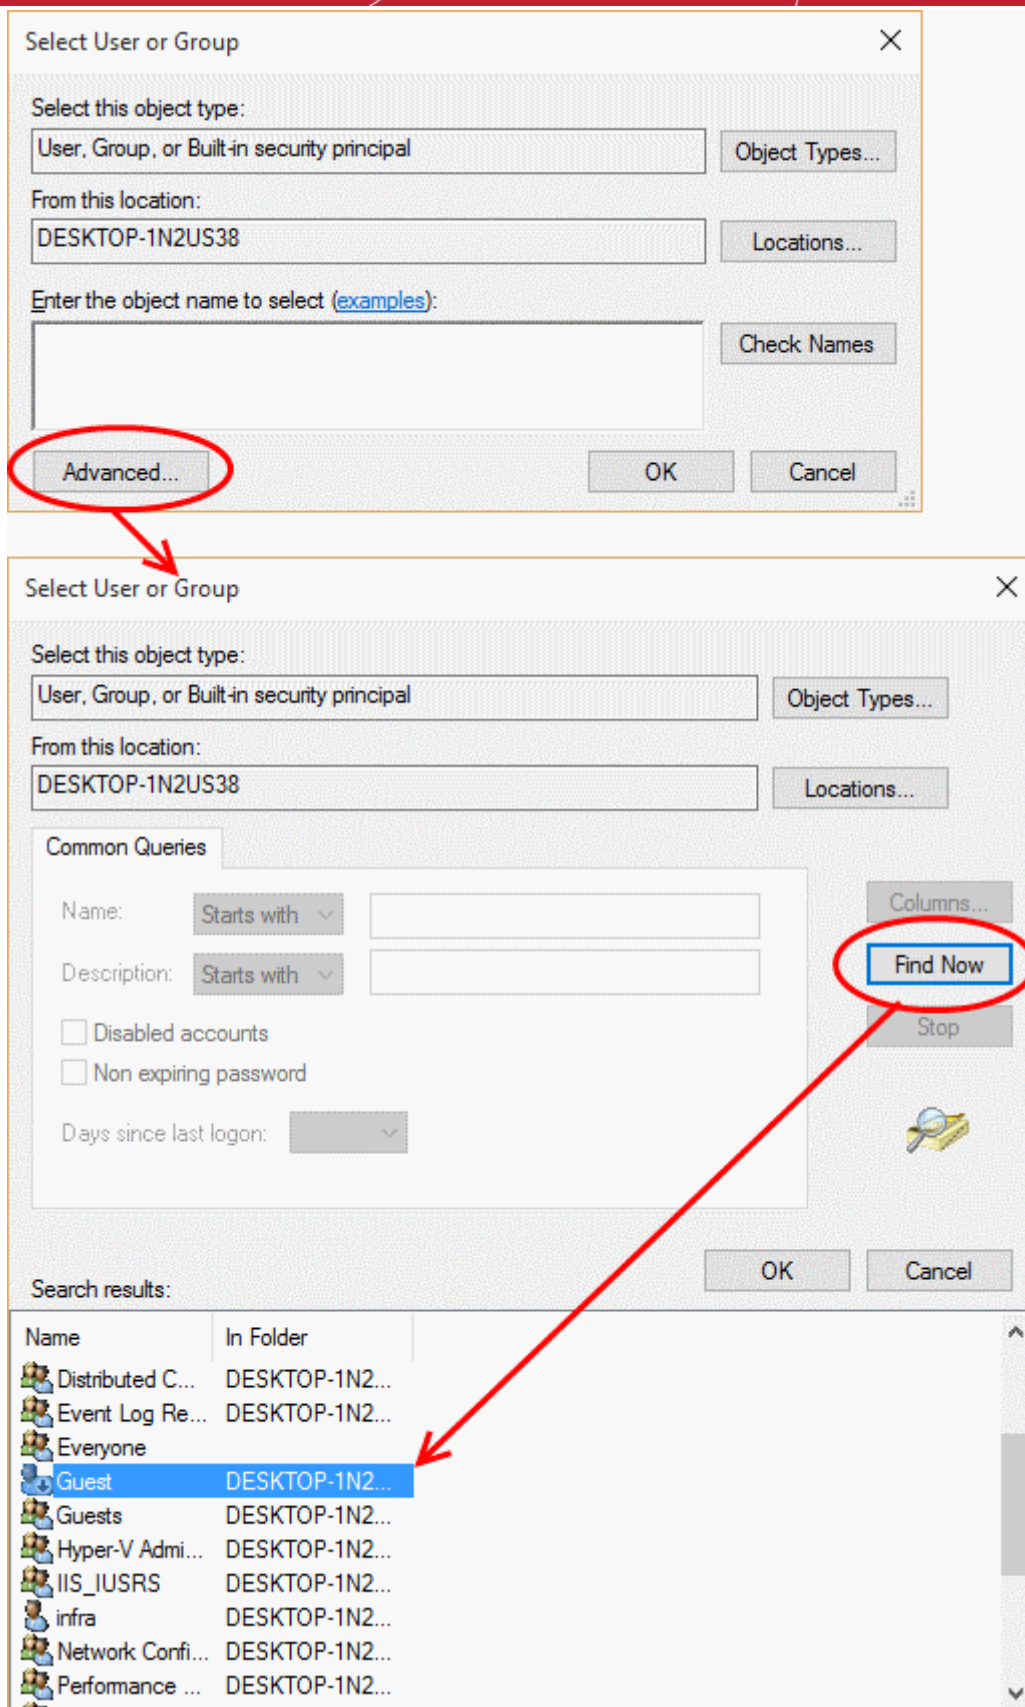 Select User or Group
Select this object type:
User, Group, or Built-in security principal
Object Types...
From this location:
DESKTOP-1N2US38
Locations...
Enter the object name to select (examples):
Check Names
Advanced...
OK
Cancel
Select User or Group
Select this object type:
User, Group, or Built-in security principal
Object Types...
From this location:
DESKTOP-1N2US38
Locations...
Common Queries
Name:
Starts with
Columns...
Description:
Starts with
Find Now
Stop
Disabled accounts
Non expiring password
Days since last logon:
OK
Cancel
Search results:
Name In Folder
Distributed C... DESKTOP-1N2...
Event Log Re... DESKTOP-1N2...
Everyone
Guest DESKTOP-1N2...
Guests DESKTOP-1N2...
Hyper-V Admi... DESKTOP-1N2...
IIS_IUSRS DESKTOP-1N2...
infra DESKTOP-1N2...
Network Confi... DESKTOP-1N2...
Performance ... DESKTOP-1N2...